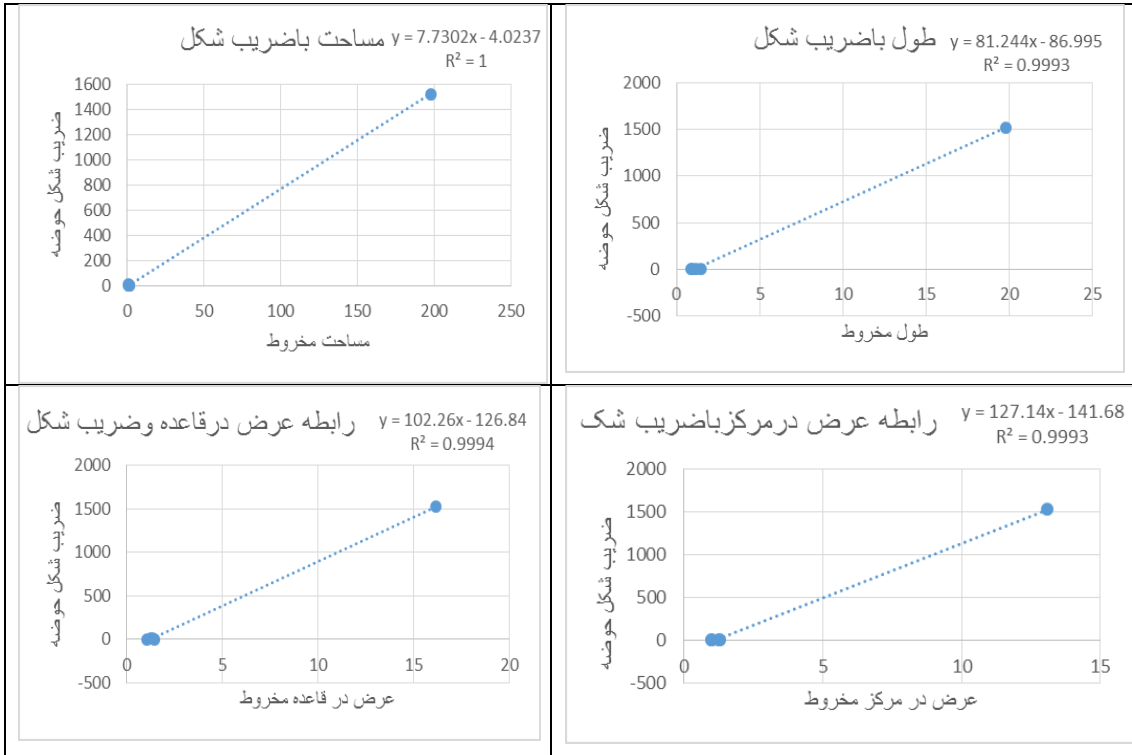 مساحت باضریب شکل
y = 7.7302x - 4.0237
R² = 1
1600
1400
1200
1000
800
600
400
200
0
0 50 100 150 200 250
ضریب شکل حوضه
مساحت مخروط
طول باضریب شکل
y = 81.244x - 86.995
R² = 0.9993
2000
1500
1000
500
0
-500
0 5 10 15 20 25
ضریب شکل حوضه
طول مخروط
رابطه عرض درقاعده وضریب شکل
y = 102.26x - 126.84
R² = 0.9994
2000
1500
1000
500
0
-500
0 5 10 15 20
ضریب شکل حوضه
عرض در قاعده مخروط
رابطه عرض درمرکزباضریب شک
y = 127.14x - 141.68
R² = 0.9993
2000
1500
1000
500
0
-500
0 5 10 15
ضریب شکل حوضه
عرض در مرکز مخروط